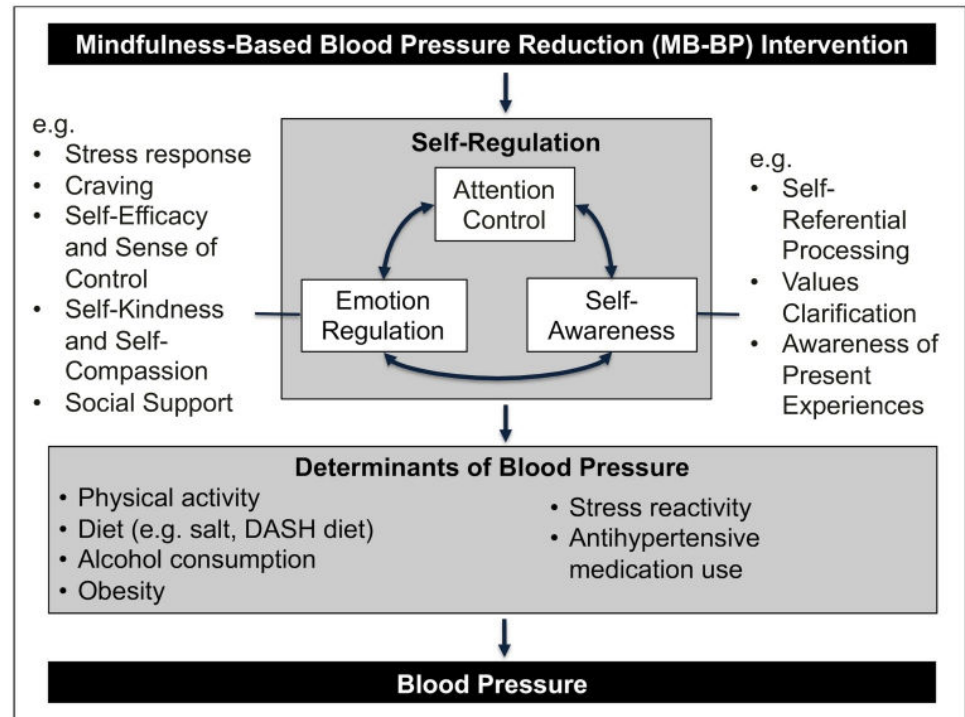 Mindfulness-Based Blood Pressure Reduction (MB-BP) Intervention
e.g.
• Stress response
• Craving
• Self-Efficacy
and Sense of
Control
• Self-Kindness
and Self-
Compassion
• Social Support
Self-Regulation
Attention
Control
Emotion
Regulation
Self-
Awareness
e.g.
• Self-
Referential
Processing
• Values
Clarification
• Awareness of
Present
Experiences
Determinants of Blood Pressure
• Physical activity
• Diet (e.g. salt, DASH diet)
• Alcohol consumption
• Obesity
• Stress reactivity
• Antihypertensive
medication use
Blood Pressure